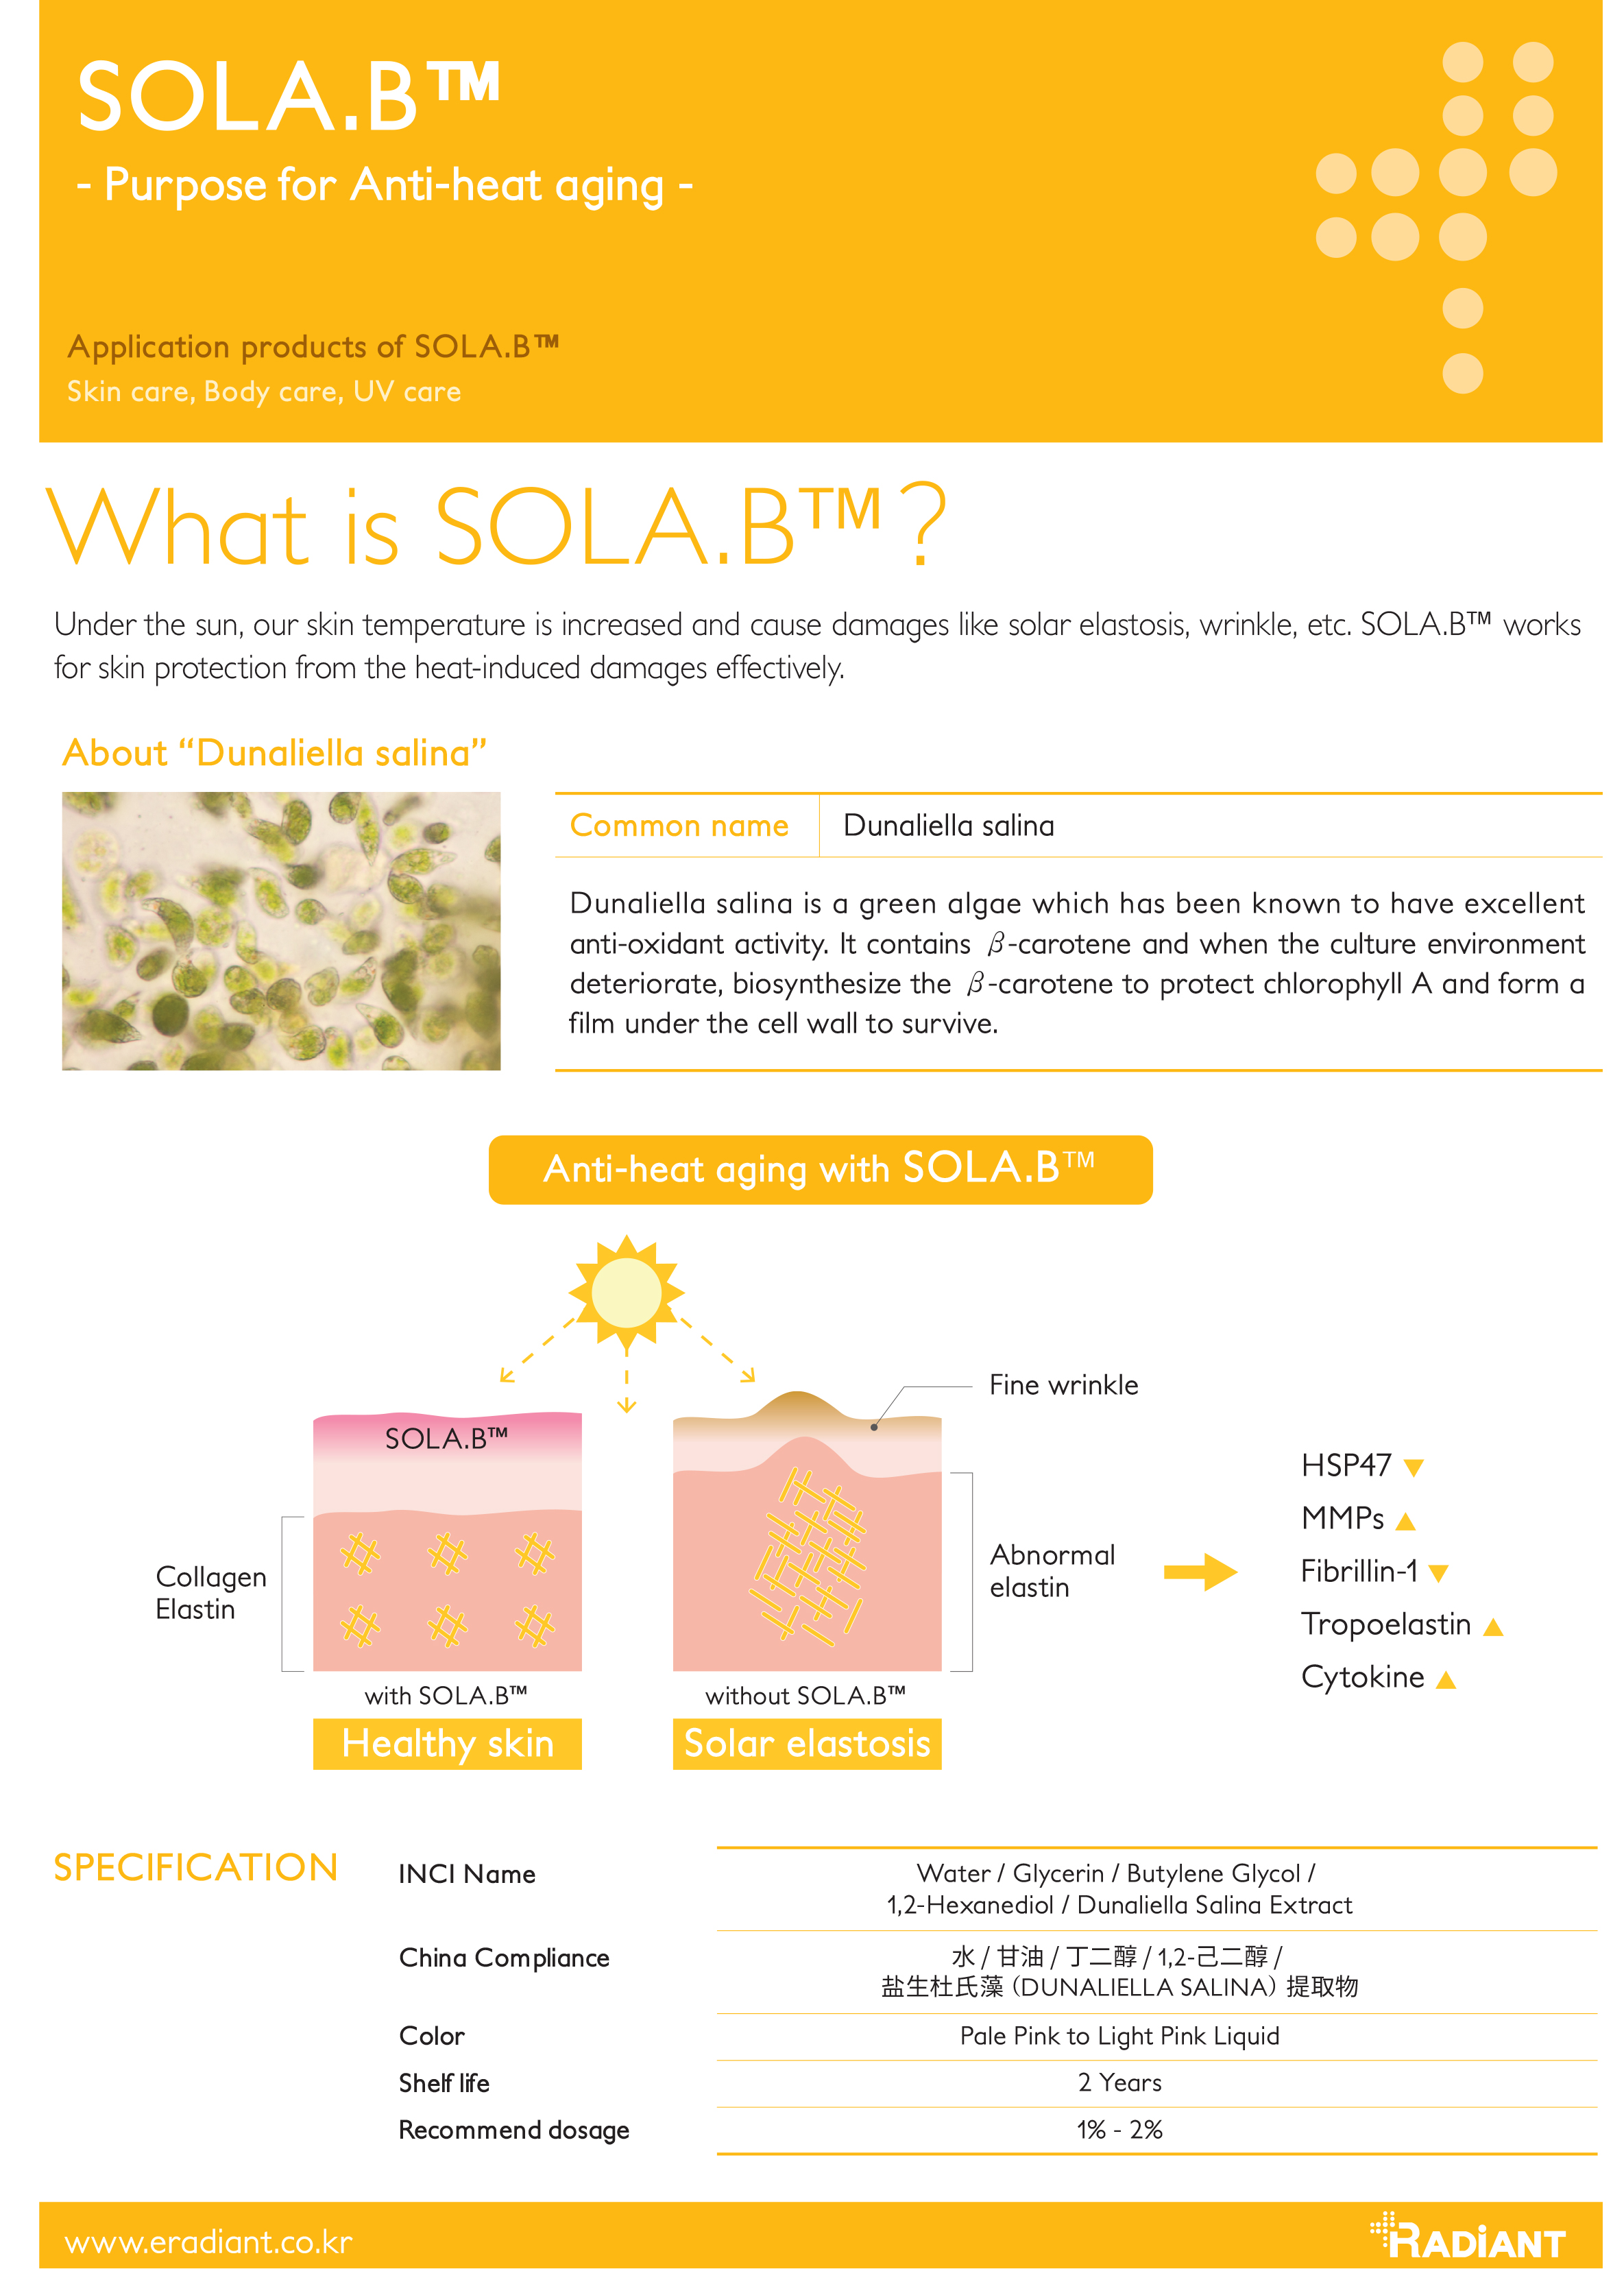 SOLA.B™
- Purpose for Anti-heat aging -
Application products of SOLA.B™
Skin care, Body care, UV care
What is SOLA.B™?
Under the sun, our skin temperature is increased and cause damages like solar elastosis, wrinkle, etc. SOLA.B™ works
for skin protection from the heat-induced damages effectively.
About “Dunaliella salina”
Common name Dunaliella salina
Dunaliella salina is a green algae which has been known to have excellent
anti-oxidant activity. It contains β-carotene and when the culture environment
deteriorate, biosynthesize the β-carotene to protect chlorophyll A and form a
film under the cell wall to survive.
Anti-heat aging with SOLA.B™
Fine wrinkle
SOLA.B™
Collagen
Elastin
Abnormal
elastin
HSP47 ▼
MMPs ▲
Fibrillin-1 ▼
Tropoelastin ▲
Cytokine ▲
with SOLA.B™
without SOLA.B™
Healthy skin
Solar elastosis
SPECIFICATION
INCI Name
Water / Glycerin / Butylene Glycol /
1,2-Hexanediol / Dunaliella Salina Extract
China Compliance
水 / 甘油 / 丁二醇 / 1,2-己二醇 /
盐生杜氏藻（DUNALIELLA SALINA）提取物
Color Pale Pink to Light Pink Liquid
Shelf life 2 Years
Recommend dosage 1% - 2%
www.eradiant.co.kr
RADiANT